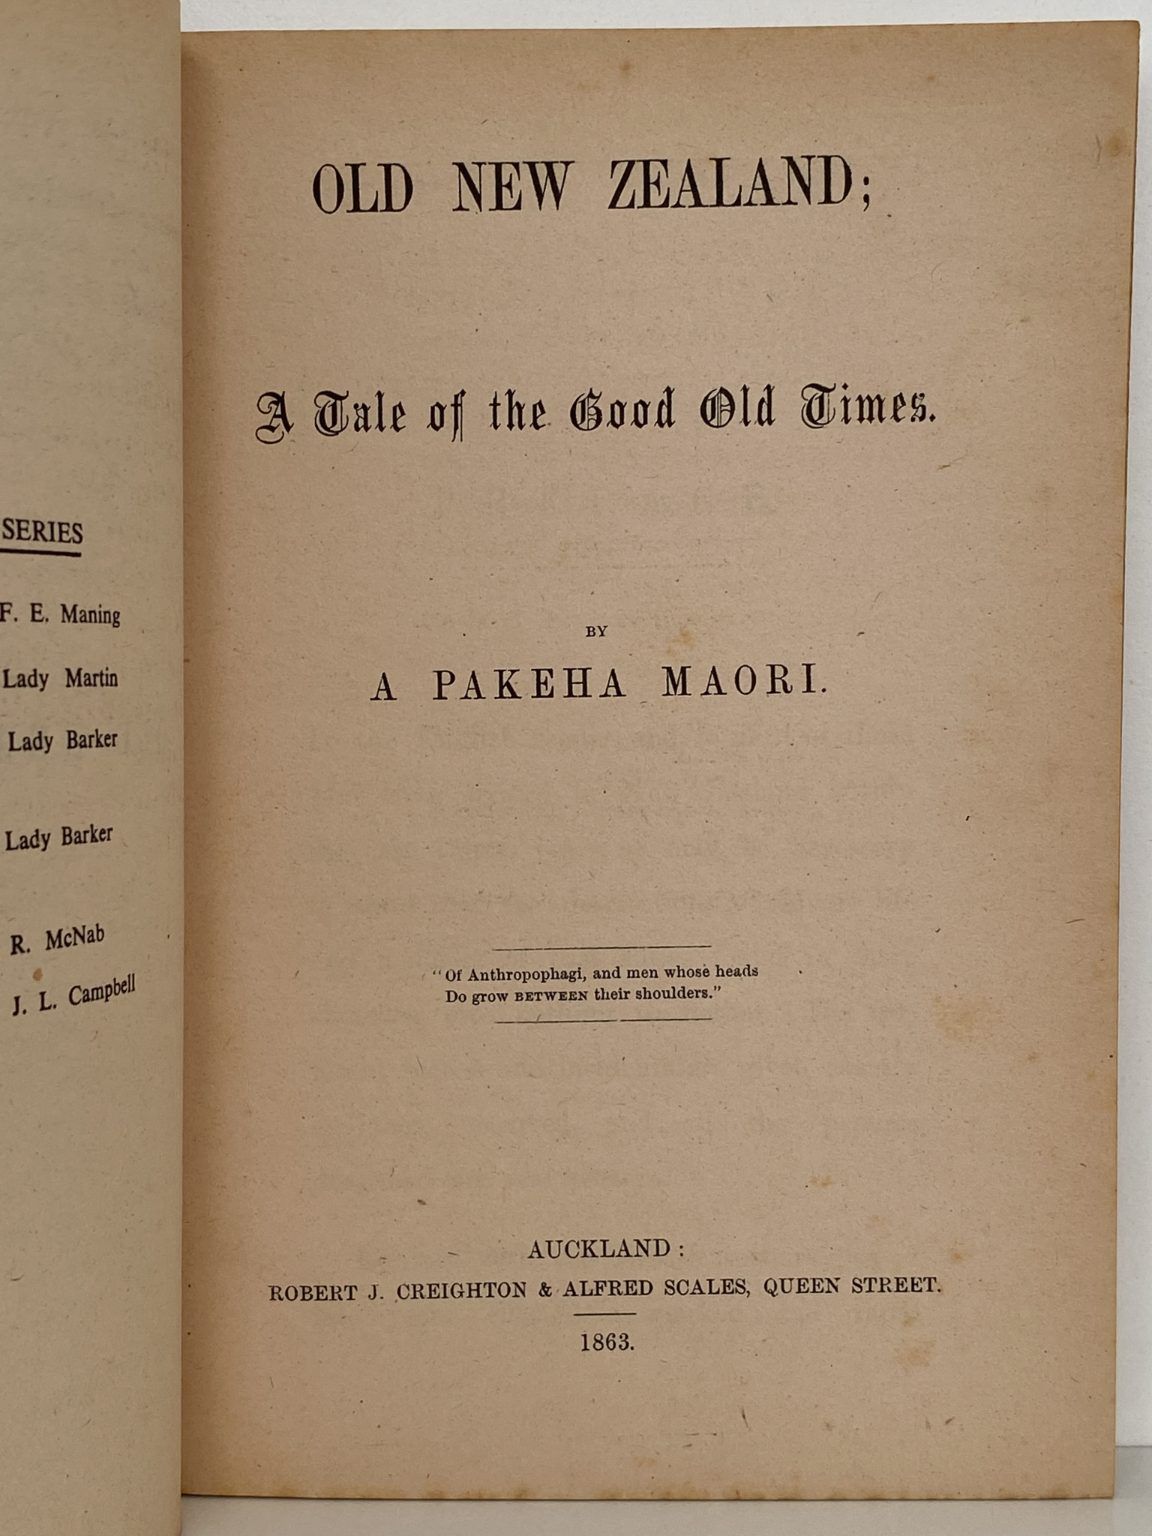 SERIES
F. E. Maning
Lady Martin
Lady Barker
Lady Barker
R. McNab
J. L. Campbell
OLD NEW ZEALAND;
A Tale of the Good Old Times.
BY
A PAKEHA MAORI.
"Of Anthropophagi, and men whose heads
Do grow BETWEEN their shoulders."
AUCKLAND:
ROBERT J. CREIGHTON & ALFRED SCALES, QUEEN STREET.
1863.